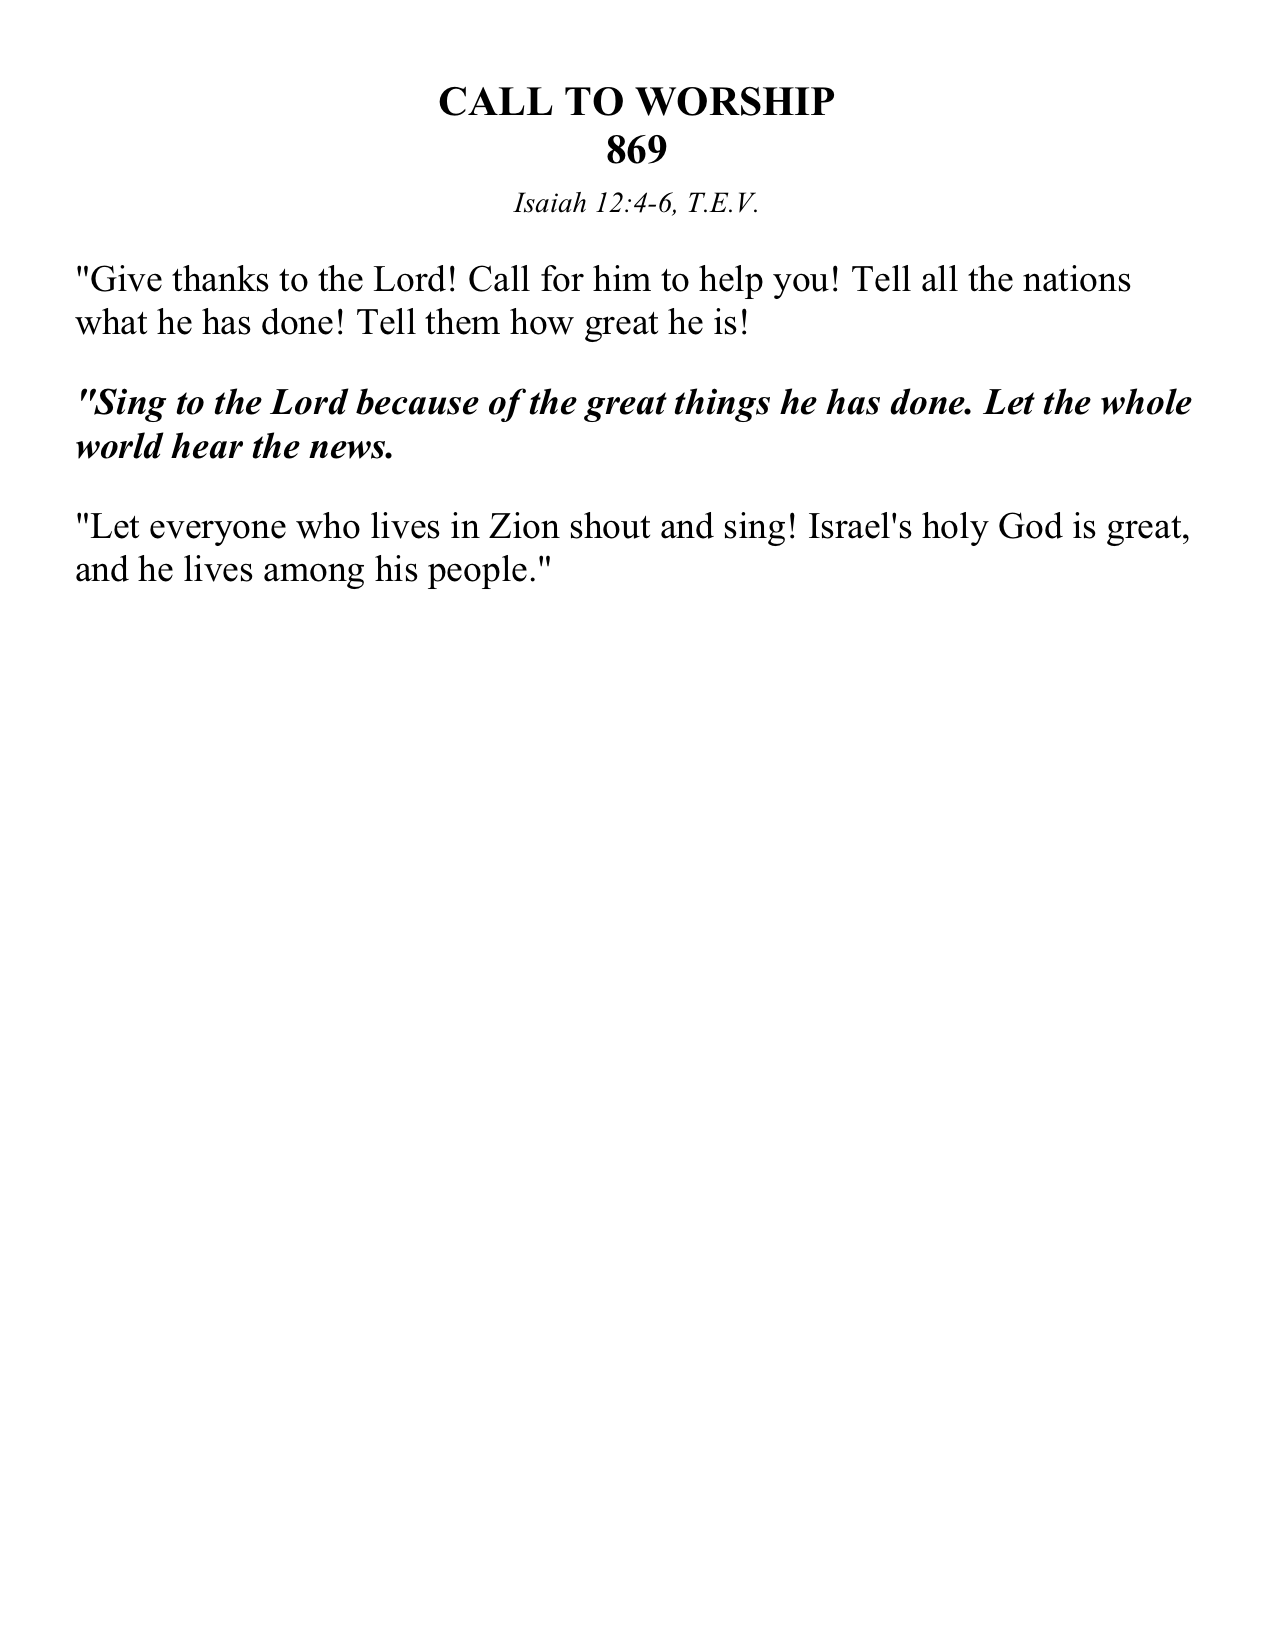 CALL TO WORSHIP
869
Isaiah 12:4-6, T.E.V.
"Give thanks to the Lord! Call for him to help you! Tell all the nations
what he has done! Tell them how great he is!
"Sing to the Lord because of the great things he has done. Let the whole
world hear the news.
"Let everyone who lives in Zion shout and sing! Israel's holy God is great,
and he lives among his people."